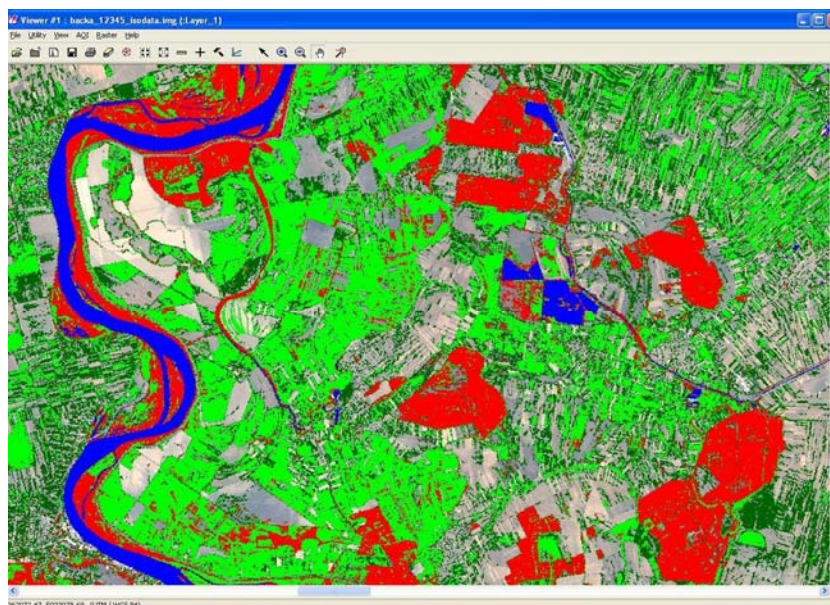 Viewer #1 : backa_12345_isodata.img (:Layer_1)
File Utility View AOI Raster Help